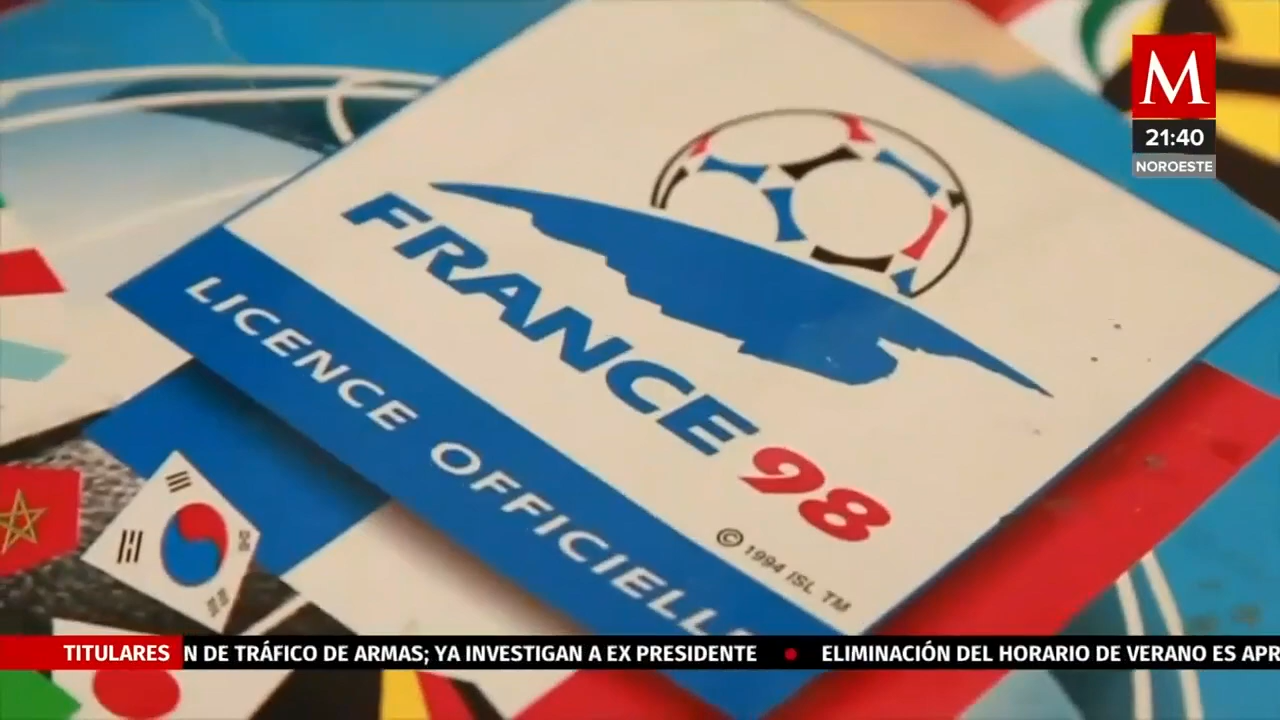 M
21:40
NOROESTE
FRANCE 98
LICENCE OFFICIELL
© 1994 ISL TM
TITULARES
N DE TRÁFICO DE ARMAS; YA INVESTIGAN A EX PRESIDENTE • ELIMINACIÓN DEL HORARIO DE VERANO ES APR